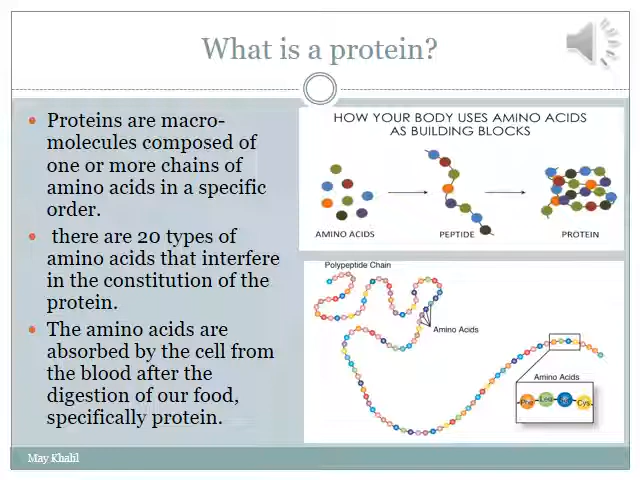 What is a protein?
Proteins are macro-
molecules composed of
one or more chains of
amino acids in a specific
order.
there are 20 types of
amino acids that interfere
in the constitution of the
protein.
The amino acids are
absorbed by the cell from
the blood after the
digestion of our food,
specifically protein.
HOW YOUR BODY USES AMINO ACIDS
AS BUILDING BLOCKS
AMINO ACIDS
PEPTIDE
PROTEIN
Polypeptide Chain
Amino Acids
Amino Acids
Phe
Leu
Cys
May Khalil